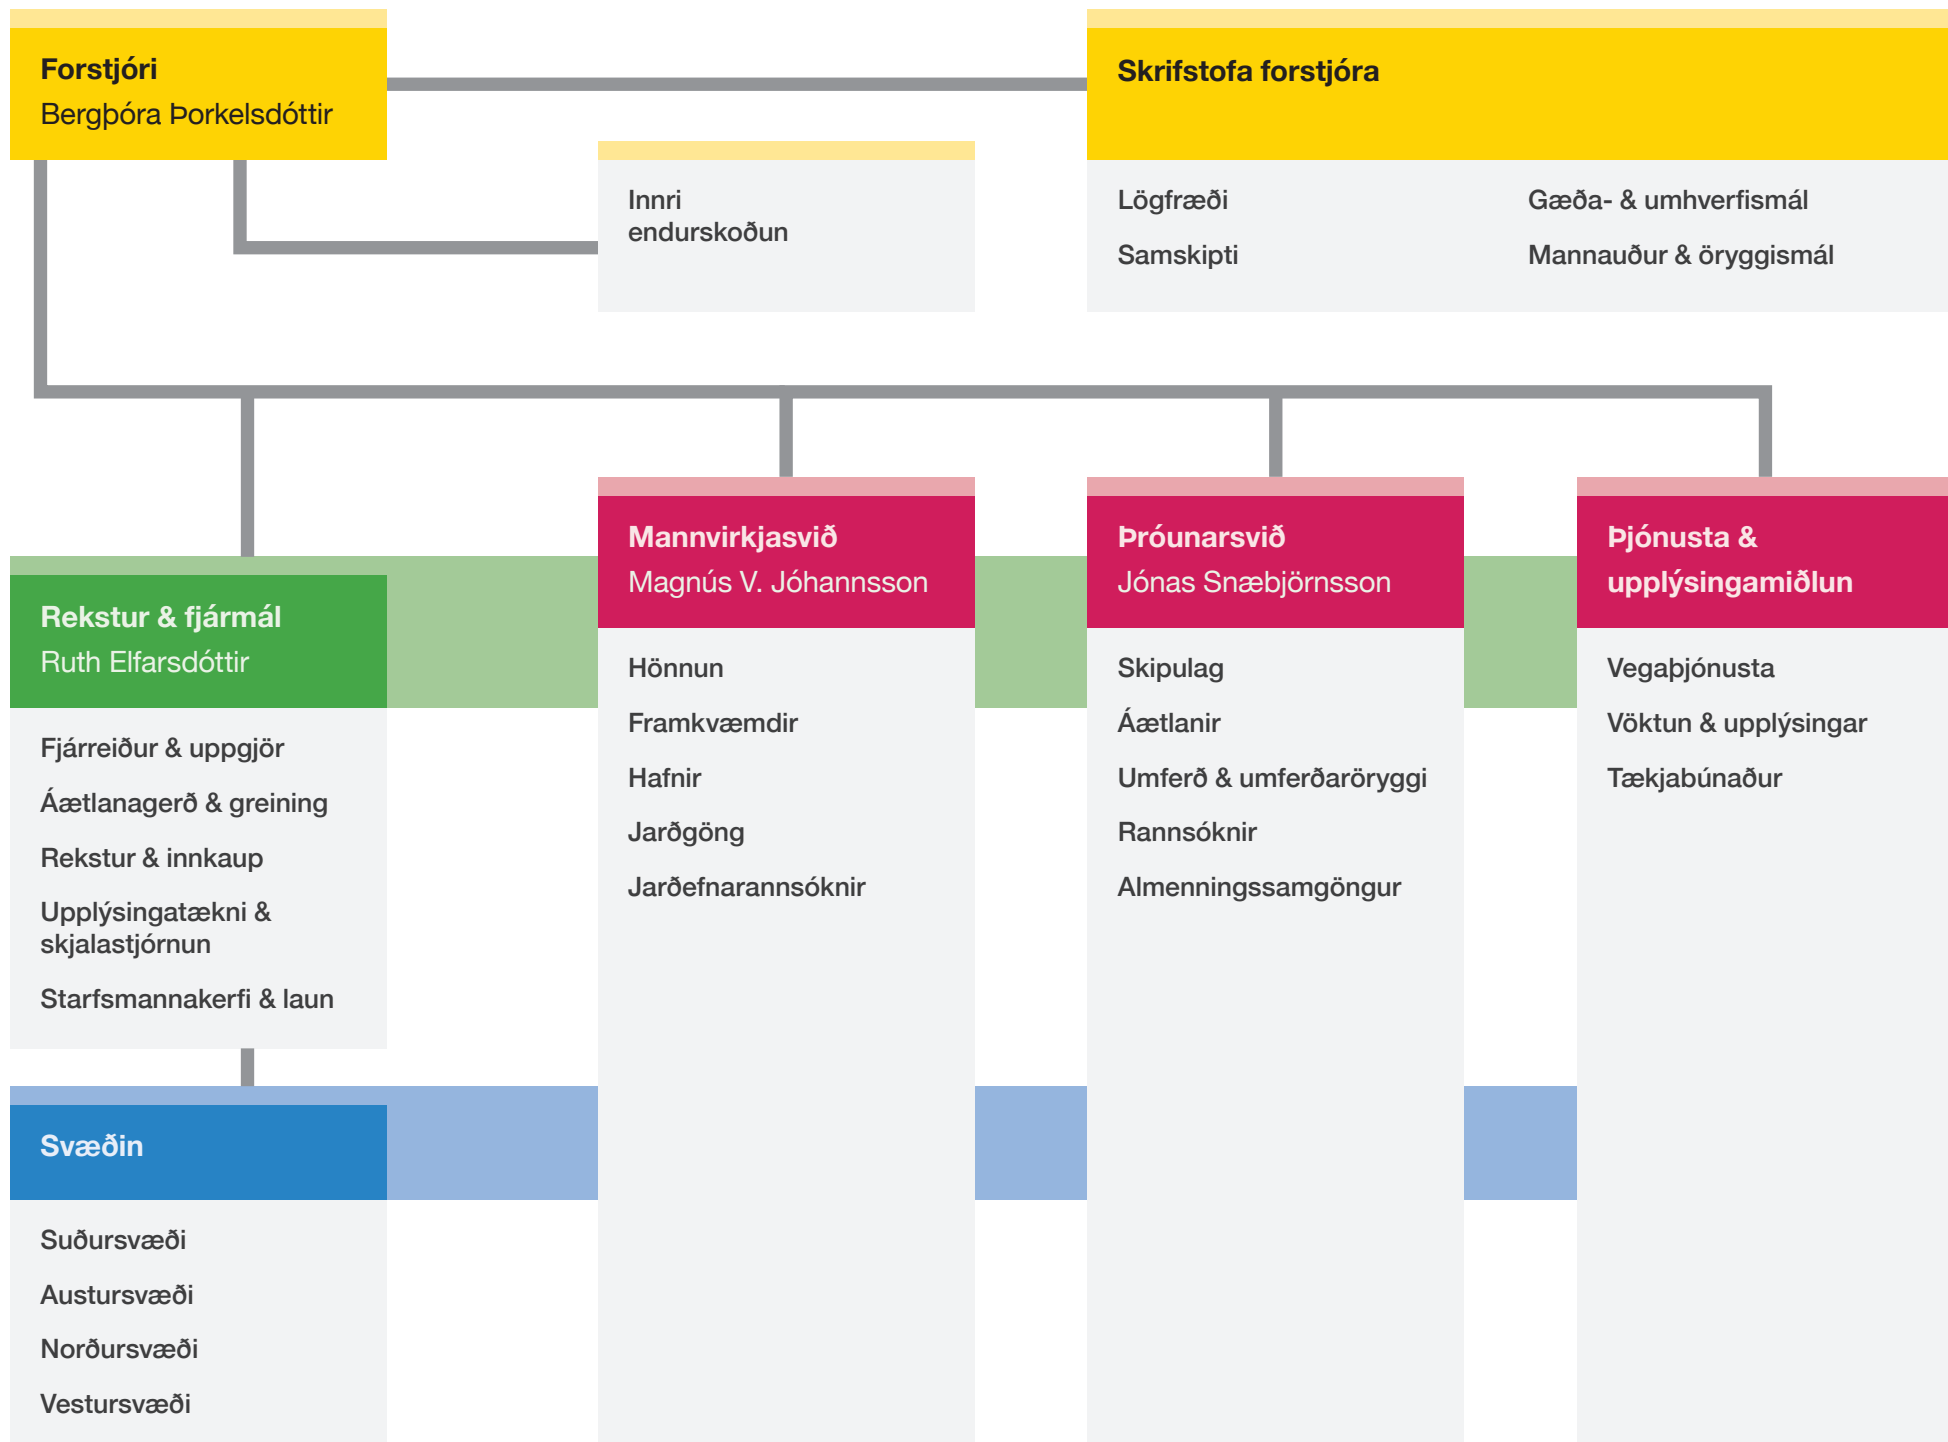 Forstjóri
Bergþóra Þorkelsdóttir
Skrifstofa forstjóra
Innri
endurskoðun
Lögfræði
Samskipti
Gæða- & umhverfismál
Mannauður & öryggismál
Rekstur & fjármál
Ruth Elfarsdóttir
Fjárreiður & uppgjör
Áætlanagerð & greining
Rekstur & innkaup
Upplýsingatækni &
skjalastjórnun
Starfsmannakerfi & laun
Mannvirkjasvið
Magnús V. Jóhannsson
Hönnun
Framkvæmdir
Hafnir
Jarðgöng
Jarðefnarannsóknir
Þróunarsvið
Jónas Snæbjörnsson
Skipulag
Áætlanir
Umferð & umferðaröryggi
Rannsóknir
Almenningssamgöngur
Þjónusta &
upplýsingamiðlun
Vegaþjónusta
Vöktun & upplýsingar
Tækjabúnaður
Svæðin
Suðursvæði
Austursvæði
Norðursvæði
Vestursvæði